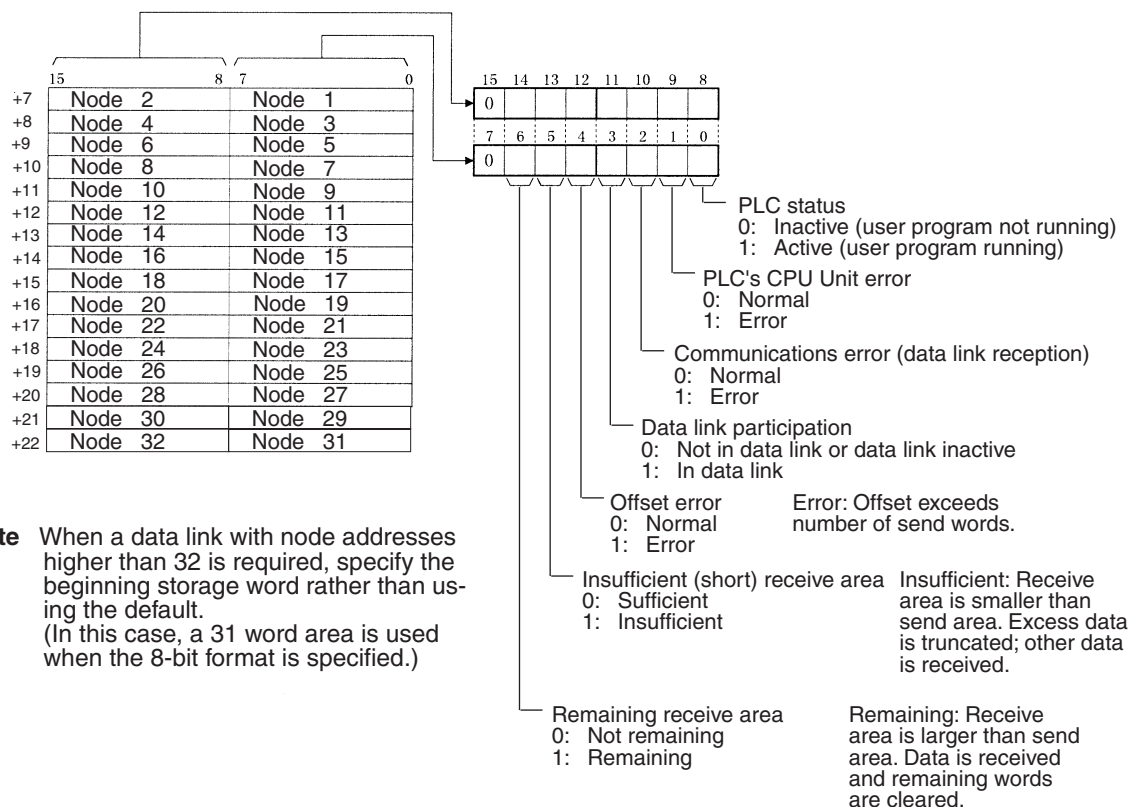 15 8 7 0
+7 Node 2 Node 1
+8 Node 4 Node 3
+9 Node 6 Node 5
+10 Node 8 Node 7
+11 Node 10 Node 9
+12 Node 12 Node 11
+13 Node 14 Node 13
+14 Node 16 Node 15
+15 Node 18 Node 17
+16 Node 20 Node 19
+17 Node 22 Node 21
+18 Node 24 Node 23
+19 Node 26 Node 25
+20 Node 28 Node 27
+21 Node 30 Node 29
+22 Node 32 Node 31
15 14 13 12 11 10 9 8
0
7 6 5 4 3 2 1 0
0
PLC status
0: Inactive (user program not running)
1: Active (user program running)
PLC's CPU Unit error
0: Normal
1: Error
Communications error (data link reception)
0: Normal
1: Error
Data link participation
0: Not in data link or data link inactive
1: In data link
Offset error
0: Normal
1: Error
Error: Offset exceeds
number of send words.
Insufficient (short) receive area
0: Sufficient
1: Insufficient
Insufficient: Receive
area is smaller than
send area. Excess data
is truncated; other data
is received.
Remaining receive area
0: Not remaining
1: Remaining
Remaining: Receive
area is larger than send
area. Data is received
and remaining words
are cleared.
te When a data link with node addresses
higher than 32 is required, specify the
beginning storage word rather than us-
ing the default.
(In this case, a 31 word area is used
when the 8-bit format is specified.)